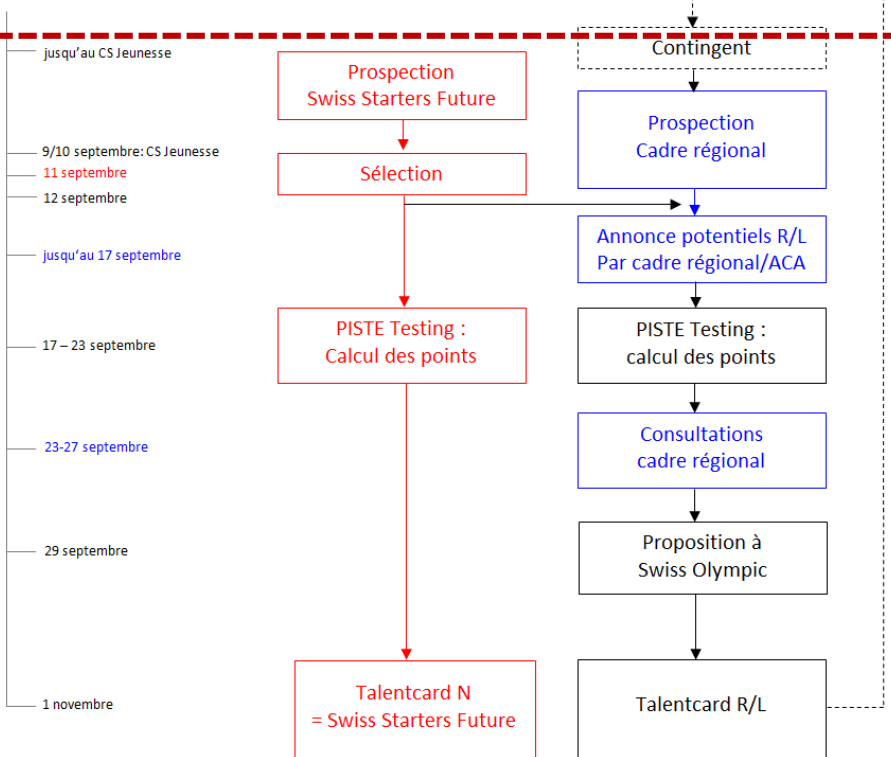 jusqu'au CS Jeunesse
9/10 septembre: CS Jeunesse
11 septembre
12 septembre
jusqu'au 17 septembre
17 – 23 septembre
23-27 septembre
29 septembre
1 novembre
Prospection
Swiss Starters Future
Sélection
PISTE Testing :
Calcul des points
Talentcard N
= Swiss Starters Future
Contingent
Prospection
Cadre régional
Annonce potentiels R/L
Par cadre régional/ACA
PISTE Testing :
calcul des points
Consultations
cadre régional
Proposition à
Swiss Olympic
Talentcard R/L